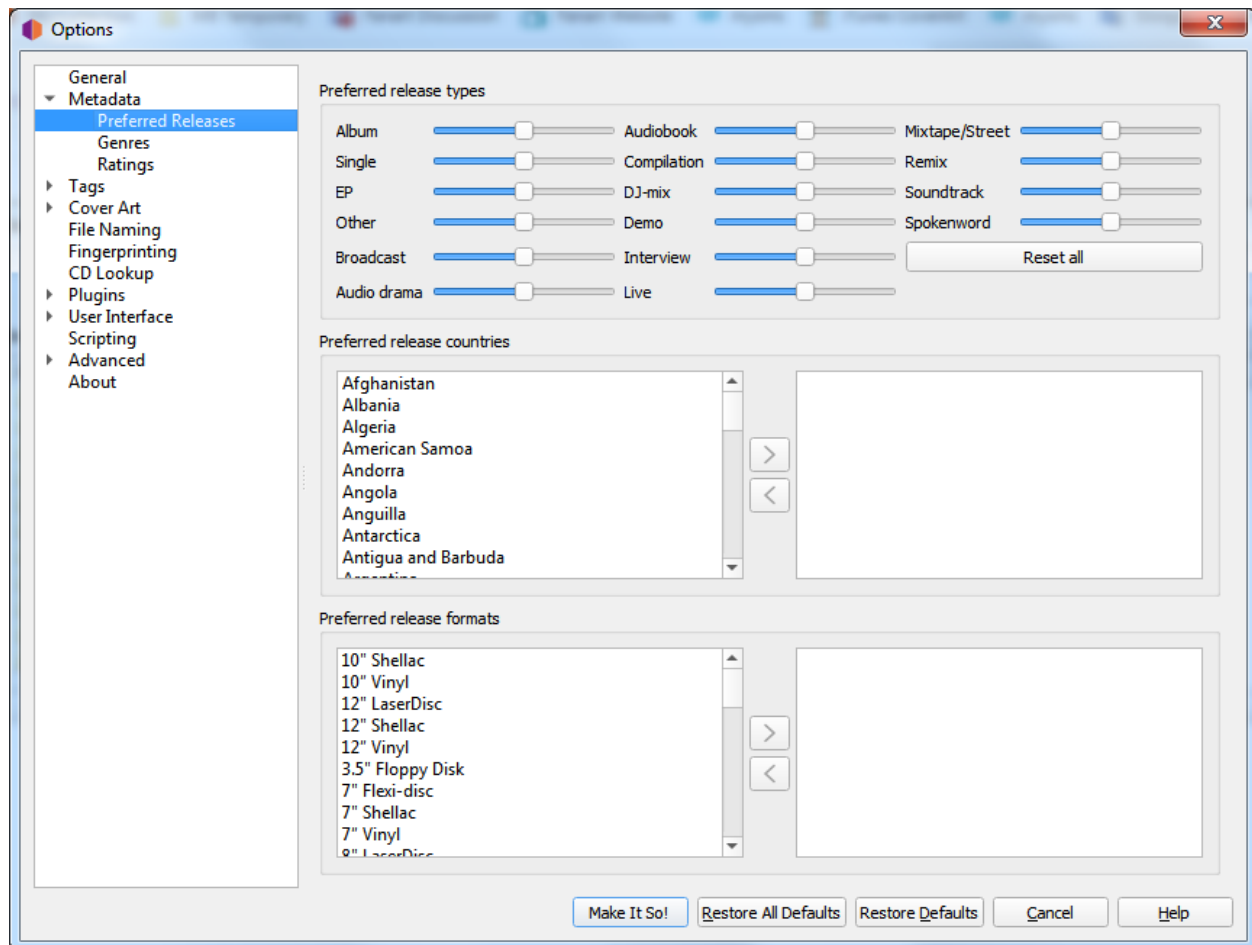 Options
General
Metadata
Preferred Releases
Genres
Ratings
Tags
Cover Art
File Naming
Fingerprinting
CD Lookup
Plugins
User Interface
Scripting
Advanced
About
Preferred release types
Album Audiobook Mixtape/Street
Single Compilation Remix
EP DJ-mix Soundtrack
Other Demo Spokenword
Broadcast Interview Reset all
Audio drama Live
Preferred release countries
Afghanistan
Albania
Algeria
American Samoa
Andorra
Angola
Anguilla
Antarctica
Antigua and Barbuda
Argentina
>
<
Preferred release formats
10" Shellac
10" Vinyl
12" LaserDisc
12" Shellac
12" Vinyl
3.5" Floppy Disk
7" Flexi-disc
7" Shellac
7" Vinyl
8" LaserDisc
>
<
Make It So! Restore All Defaults Restore Defaults Cancel Help